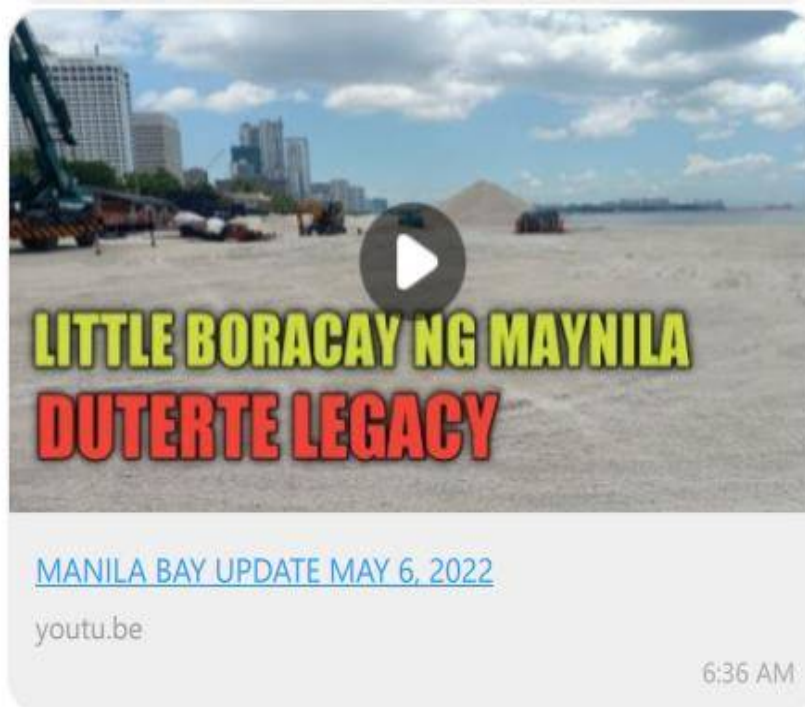 LITTLE BORACAY NG MAYNILA
DUTERTE LEGACY
MANILA BAY UPDATE MAY 6, 2022
youtu.be
6:36 AM